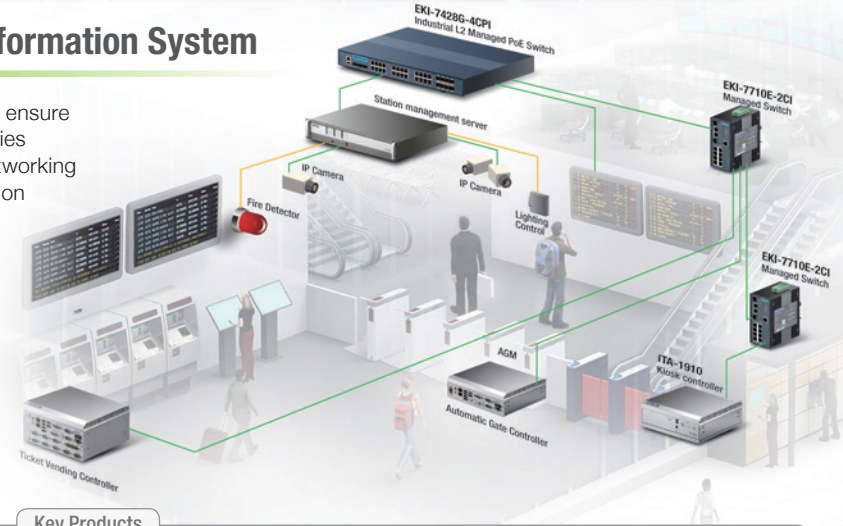 formation System
ensure
ies
tworking
on
EKI-7428G-4CPI
Industrial L2 Managed PoE Switch
EKI-7710E-2CI
Managed Switch
Station management server
IP Camera
IP Camera
Fire Detector
Lighting
Control
EKI-7710E-2CI
Managed Switch
AGM
ITA-1910
Kiosk controller
Automatic Gate Controller
Ticket Vending Controller
Key Products